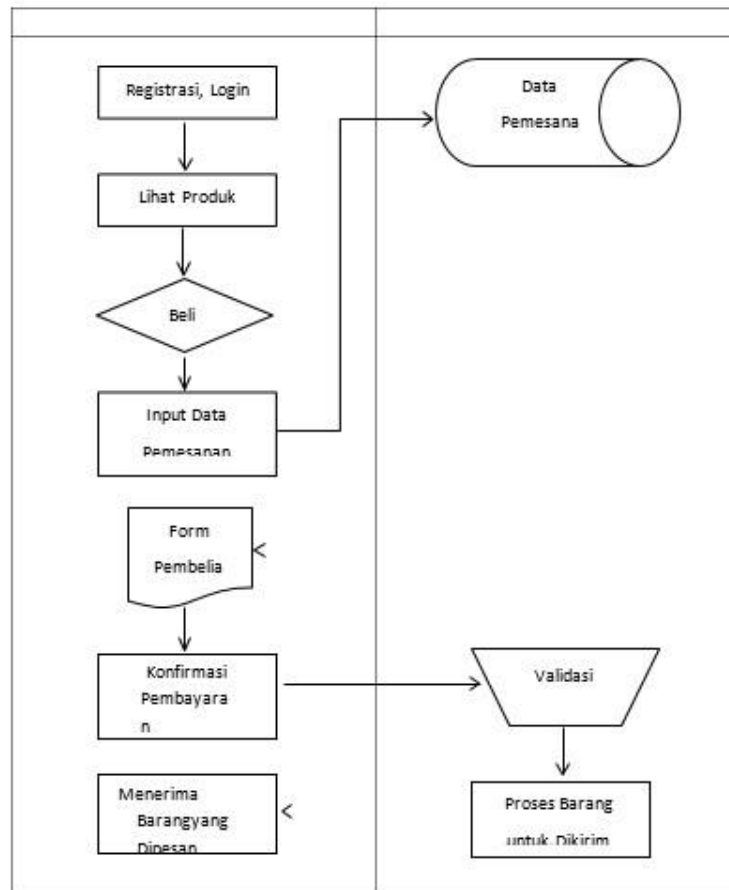 Registrasi, Login
Lihat Produk
Beli
Input Data
Pemesanan
Form
Pembelia
Konfirmasi
Pembayara
n
Menerima
Barangyang
Dipesan
Data
Pemesana
Validasi
Proses Barang
untuk Dikirim